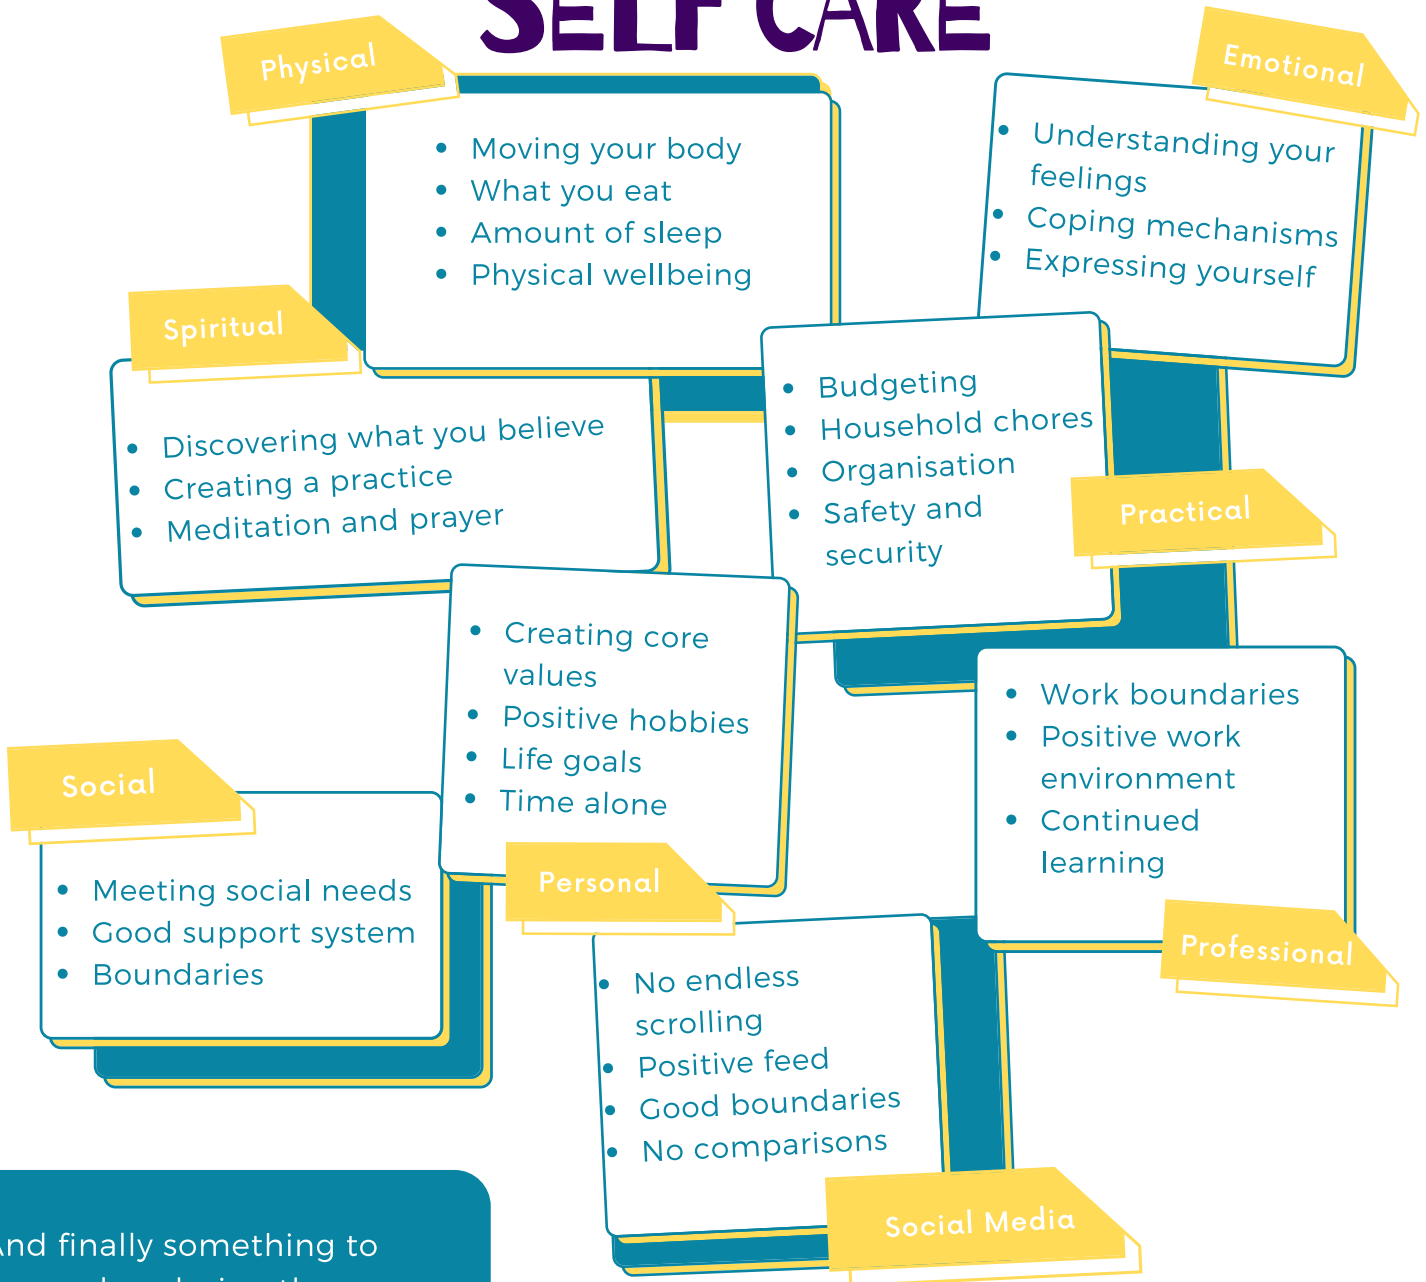 SELF CARE
Physical
• Moving your body
• What you eat
• Amount of sleep
• Physical wellbeing
Emotional
• Understanding your
feelings
• Coping mechanisms
• Expressing yourself
Spiritual
• Discovering what you believe
• Creating a practice
• Meditation and prayer
• Budgeting
• Household chores
• Organisation
• Safety and
security
Practical
• Creating core
values
• Positive hobbies
• Life goals
• Time alone
Personal
• Work boundaries
• Positive work
environment
• Continued
learning
Professional
Social
• Meeting social needs
• Good support system
• Boundaries
• No endless
scrolling
• Positive feed
• Good boundaries
• No comparisons
Social Media
And finally something to